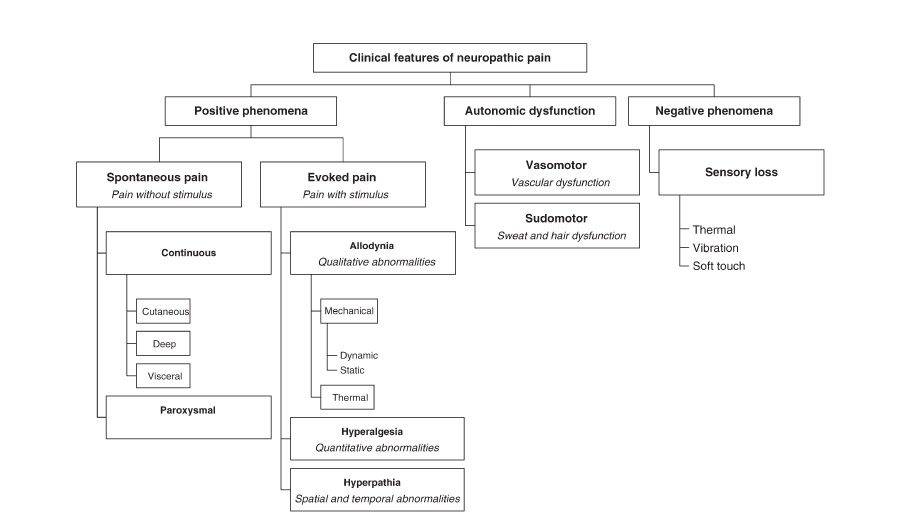 Clinical features of neuropathic pain
Positive phenomena
Autonomic dysfunction
Negative phenomena
Spontaneous pain
Pain without stimulus
Evoked pain
Pain with stimulus
Vasomotor
Vascular dysfunction
Sensory loss
Sudomotor
Sweat and hair dysfunction
Thermal
Vibration
Soft touch
Continuous
Cutaneous
Deep
Visceral
Paroxysmal
Allodynia
Qualitative abnormalities
Mechanical
Dynamic
Static
Thermal
Hyperalgesia
Quantitative abnormalities
Hyperpathia
Spatial and temporal abnormalities